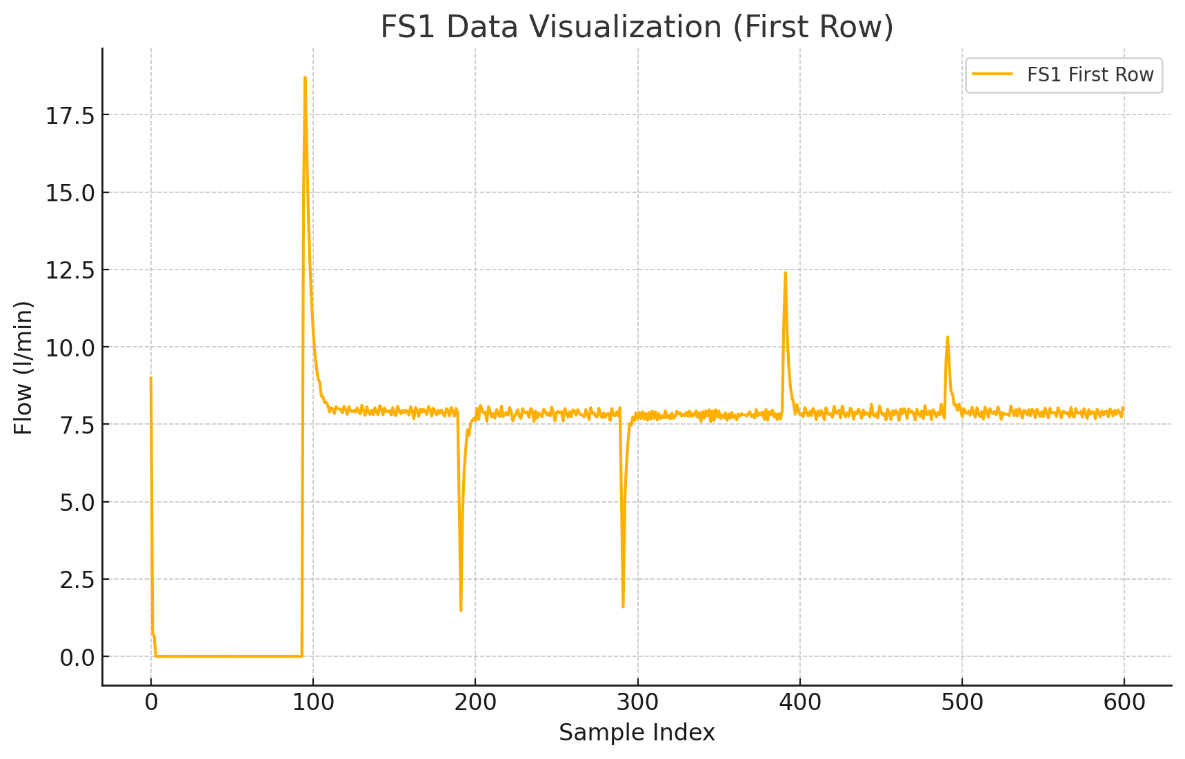 FS1 Data Visualization (First Row)
FS1 First Row
Flow (l/min)
17.5
15.0
12.5
10.0
7.5
5.0
2.5
0.0
0 100 200 300 400 500 600
Sample Index